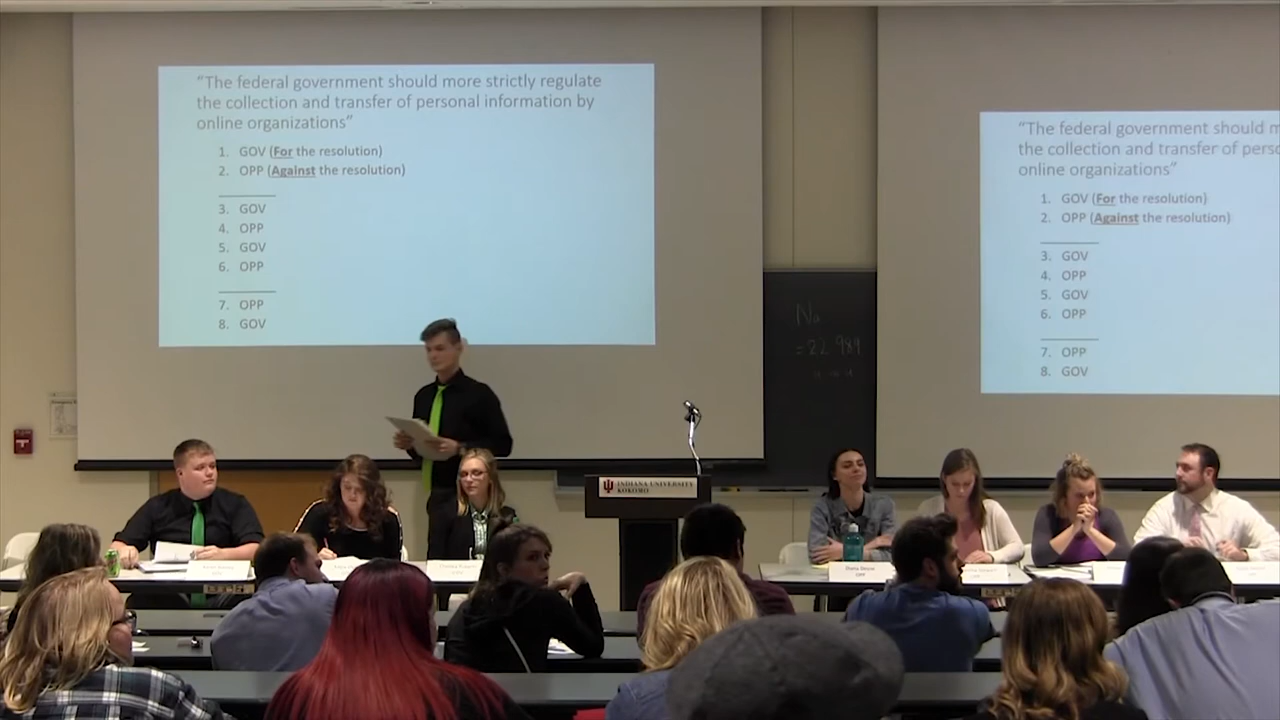 “The federal government should more strictly regulate
the collection and transfer of personal information by
online organizations”
1. GOV (For the resolution)
2. OPP (Against the resolution)
3. GOV
4. OPP
5. GOV
6. OPP
7. OPP
8. GOV
“The federal government should m
the collection and transfer of perso
online organizations”
1. GOV (For the resolution)
2. OPP (Against the resolution)
3. GOV
4. OPP
5. GOV
6. OPP
7. OPP
8. GOV
Na
=22 989
INDIANA UNIVERSITY
KOKOMO
OPP